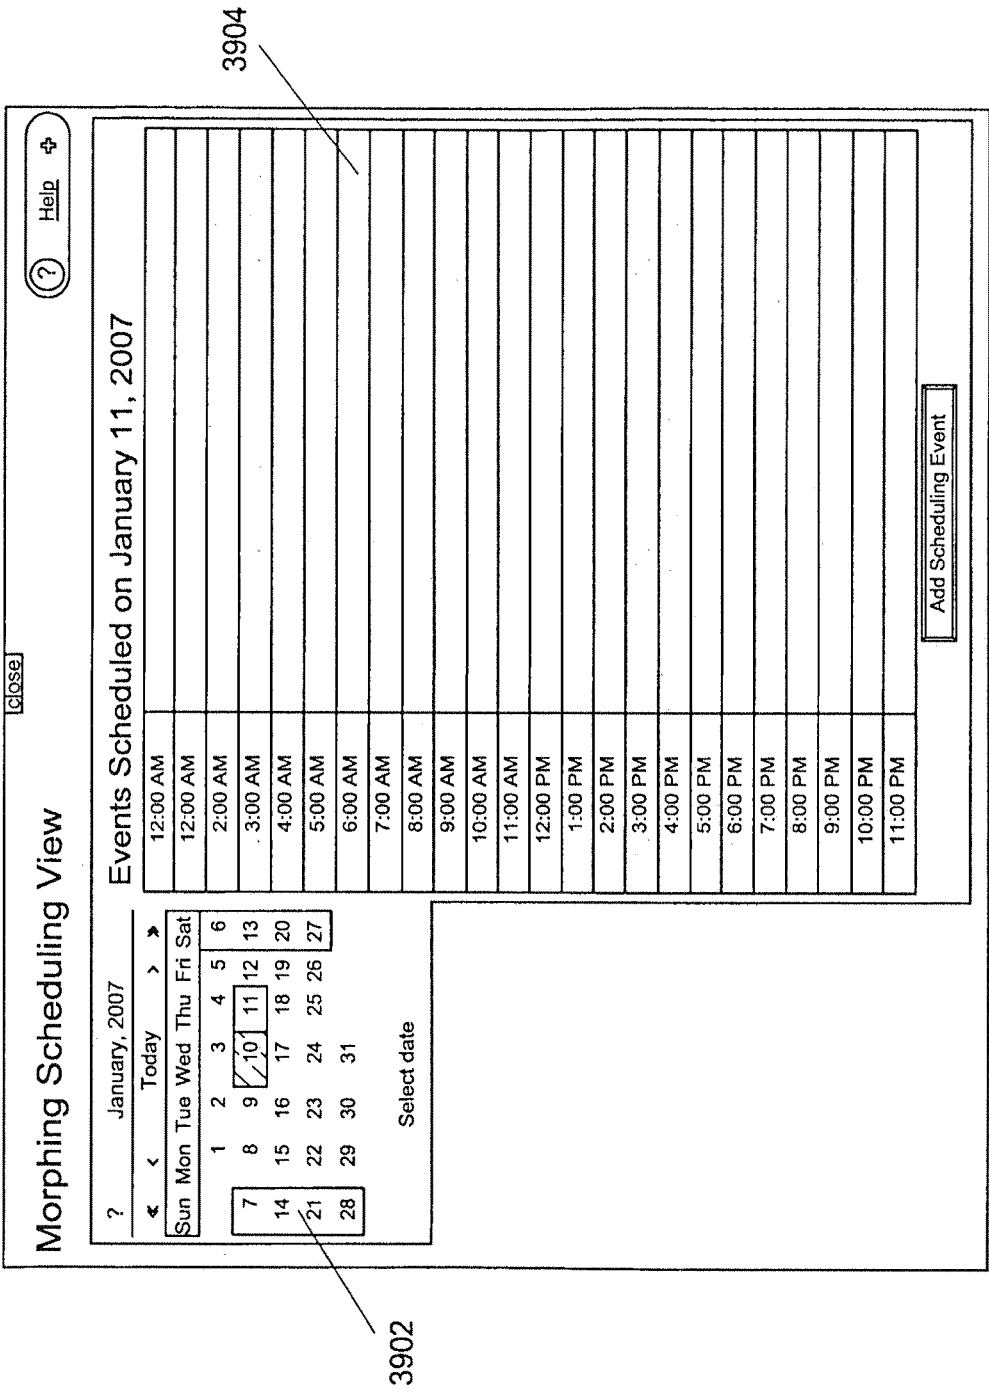 close
Morphing Scheduling View
? Help
? January, 2007
« < Today > »
Sun Mon Tue Wed Thu Fri Sat
1 2 3 4 5 6
7 8 9 10 11 12 13
14 15 16 17 18 19 20
21 22 23 24 25 26 27
28 29 30 31
Select date
Events Scheduled on January 11, 2007
12:00 AM
12:00 AM
2:00 AM
3:00 AM
4:00 AM
5:00 AM
6:00 AM
7:00 AM
8:00 AM
9:00 AM
10:00 AM
11:00 AM
12:00 PM
1:00 PM
2:00 PM
3:00 PM
4:00 PM
5:00 PM
6:00 PM
7:00 PM
8:00 PM
9:00 PM
10:00 PM
11:00 PM
Add Scheduling Event
3902
3904